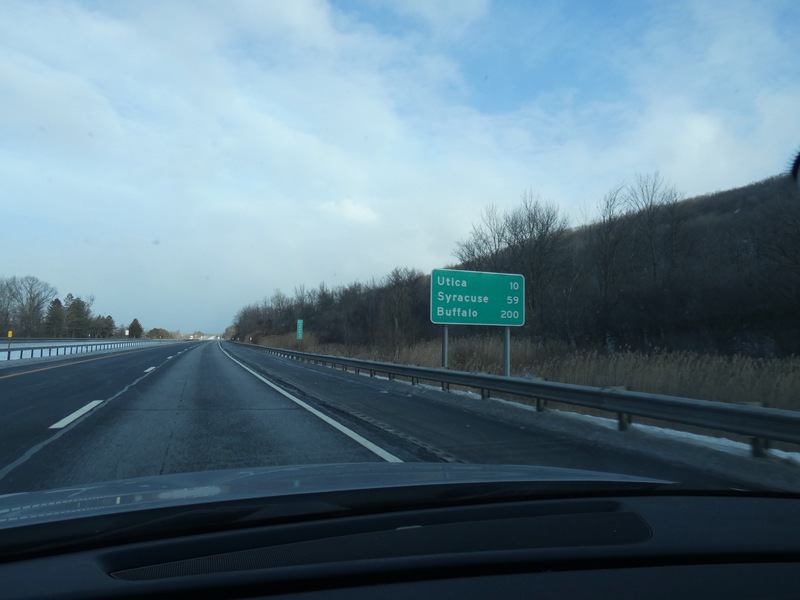 Utica 10
Syracuse 59
Buffalo 200